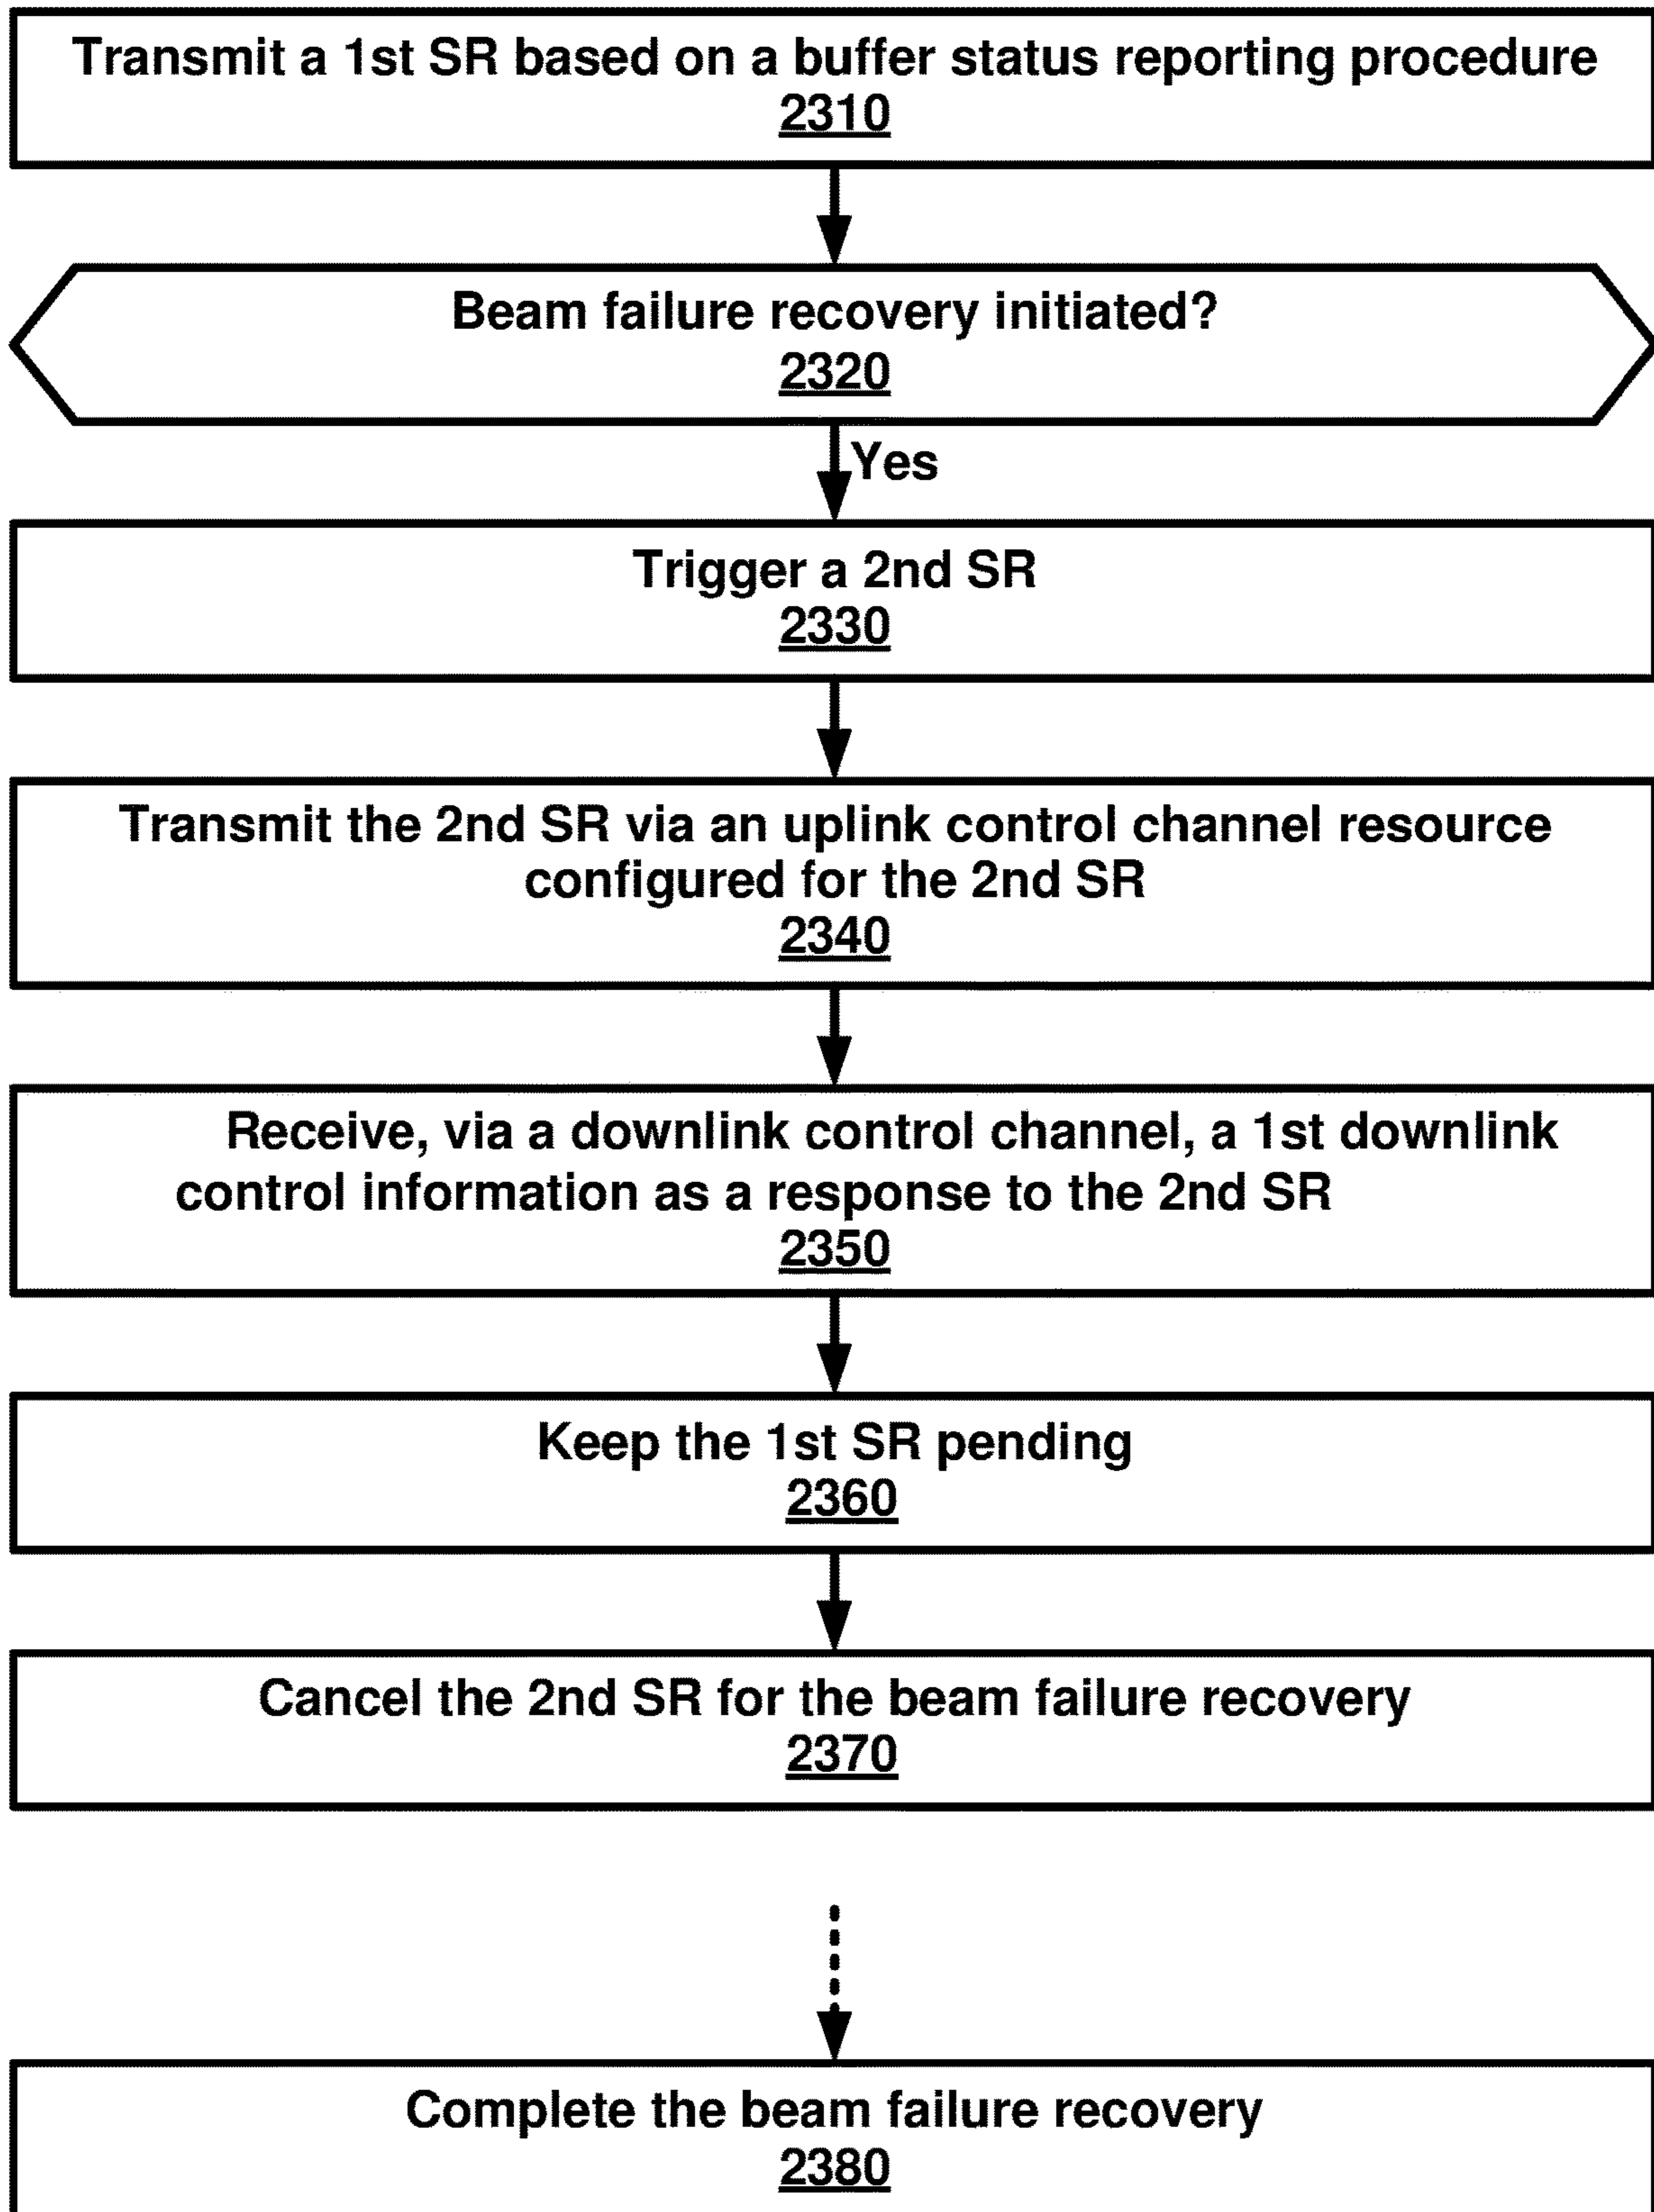 Transmit a 1st SR based on a buffer status reporting procedure
2310
Beam failure recovery initiated?
2320
Yes
Trigger a 2nd SR
2330
Transmit the 2nd SR via an uplink control channel resource
configured for the 2nd SR
2340
Receive, via a downlink control channel, a 1st downlink
control information as a response to the 2nd SR
2350
Keep the 1st SR pending
2360
Cancel the 2nd SR for the beam failure recovery
2370
Complete the beam failure recovery
2380